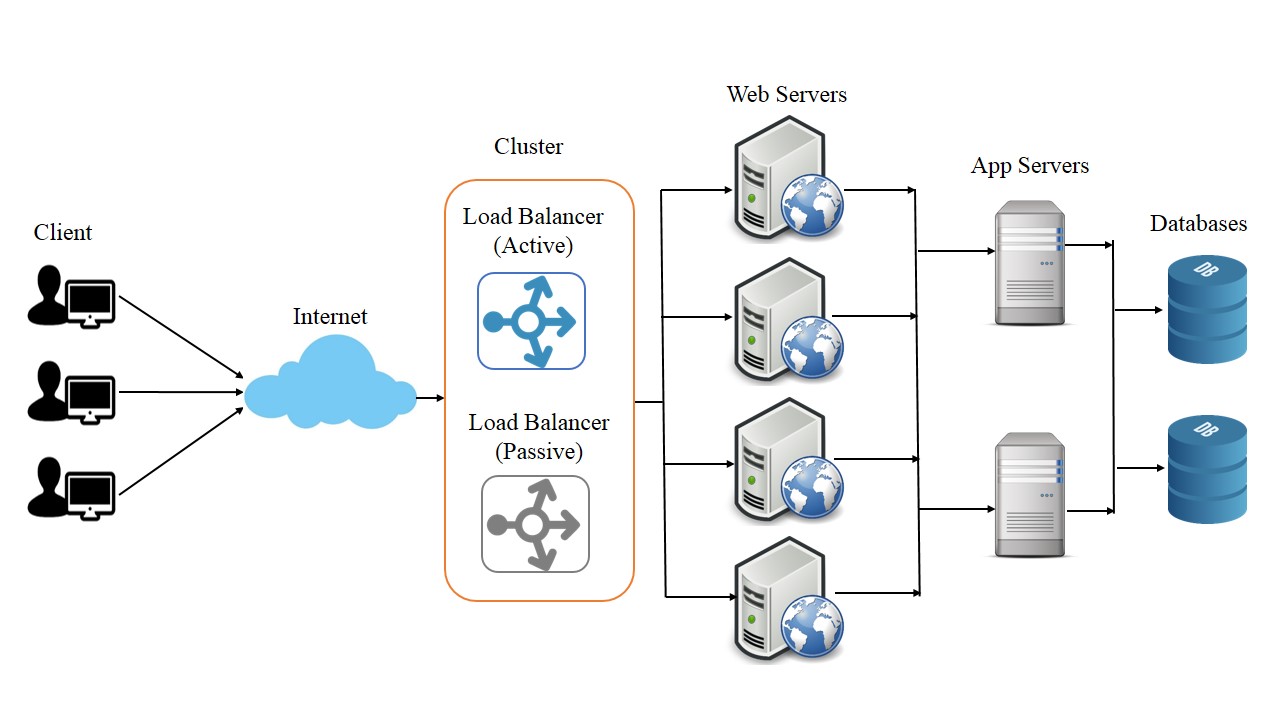 Client
Internet
Cluster
Load Balancer
(Active)
Load Balancer
(Passive)
Web Servers
App Servers
Databases
DB
DB